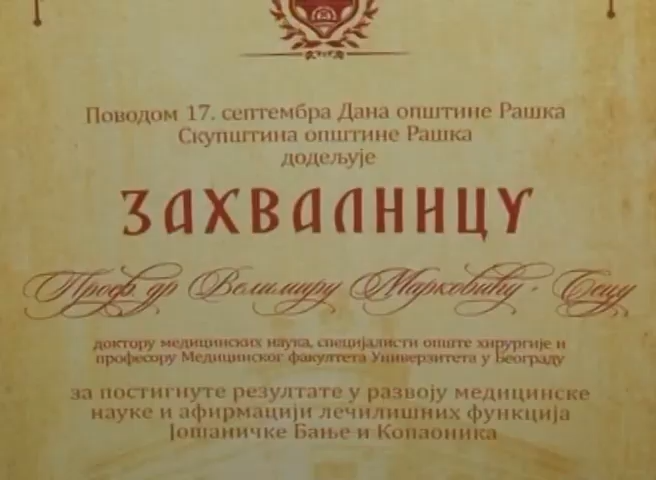 Поводом 17. септембра Дана општине Рашка
Скупштина општине Рашка
додељује
ЗАХВАЛНИЦУ
Проф. др Велимиру Марковићу - Бецу
доктору медицинских наука, специјалисти опште хирургије и
професору Медицинског факултета Универзитета у Београду
за постигнуте резултате у развоју медицинске
науке и афирмацији лечилишних функција
Јошаничке Бање и Копаоника